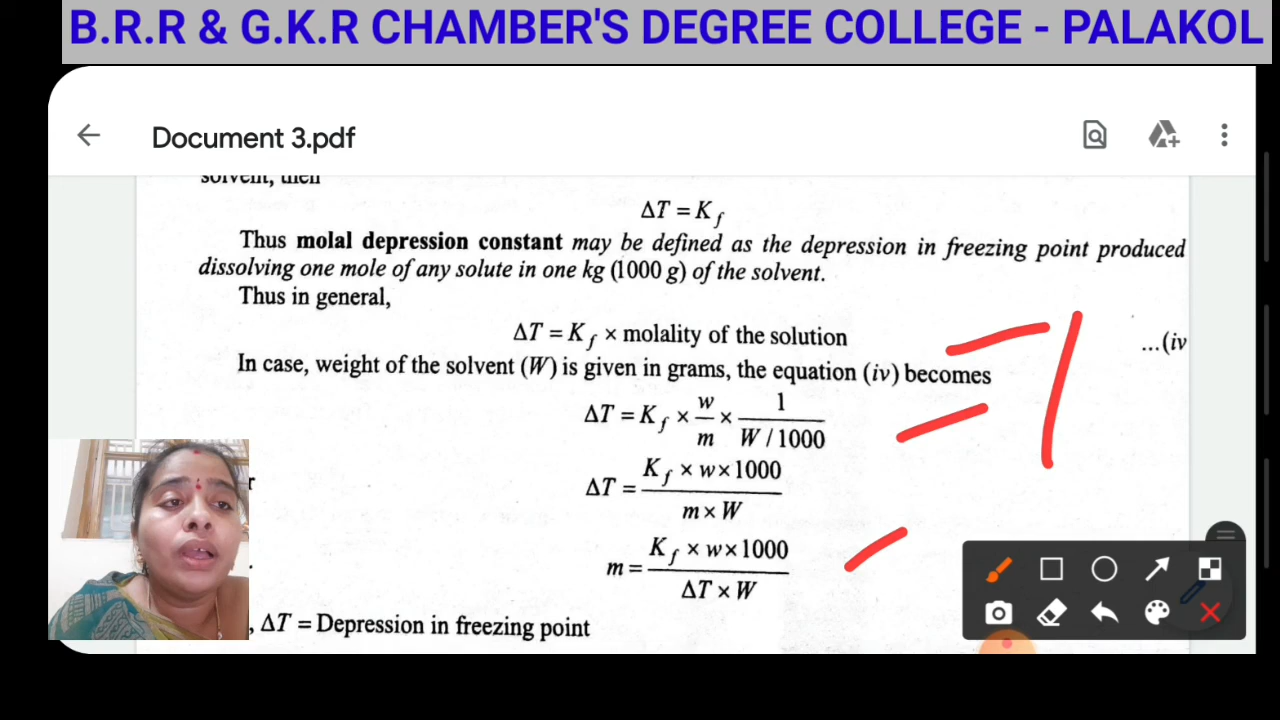 B.R.R & G.K.R CHAMBER'S DEGREE COLLEGE - PALAKOL
Document 3.pdf
solvent, then
ΔT = K_f
Thus molal depression constant may be defined as the depression in freezing point produced
dissolving one mole of any solute in one kg (1000 g) of the solvent.
Thus in general,
ΔT = K_f × molality of the solution ...(iv
In case, weight of the solvent (W) is given in grams, the equation (iv) becomes
ΔT = K_f × w/m × 1/(W / 1000)
r ΔT = (K_f × w × 1000)/(m × W)
m = (K_f × w × 1000)/(ΔT × W)
, ΔT = Depression in freezing point